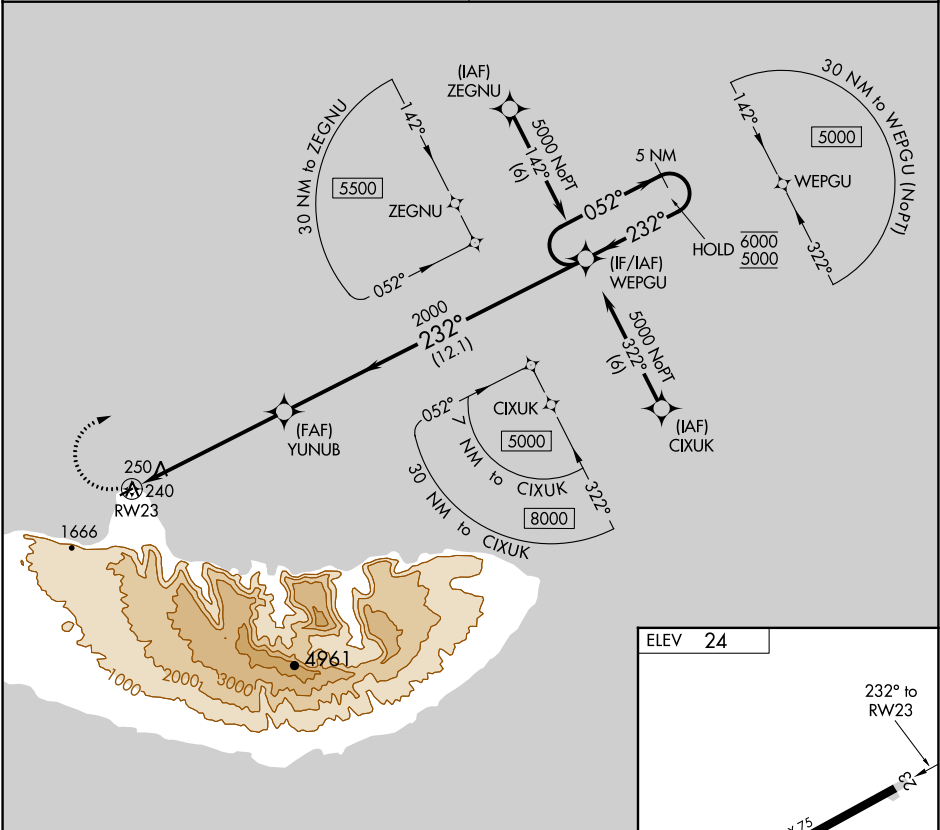 (IAF)
ZEGNU
30 NM to ZEGNU
142°
5500
ZEGNU
052°
5000 NoPT
142°
(6)
5 NM
052°
232°
HOLD
6000
5000
(IF/IAF)
WEPGU
30 NM to WEPGU (NoPT)
142°
5000
WEPGU
322°
2000
232°
(12.1)
5000 NoPT
322°
(6)
(IAF)
CIXUK
052°
CIXUK
5000
NM to CIXUK
322°
8000
30 NM to CIXUK
(FAF)
YUNUB
250
240
RW23
1666
4961
1000
2000
3000
ELEV 24
232° to
RW23
23
X 75